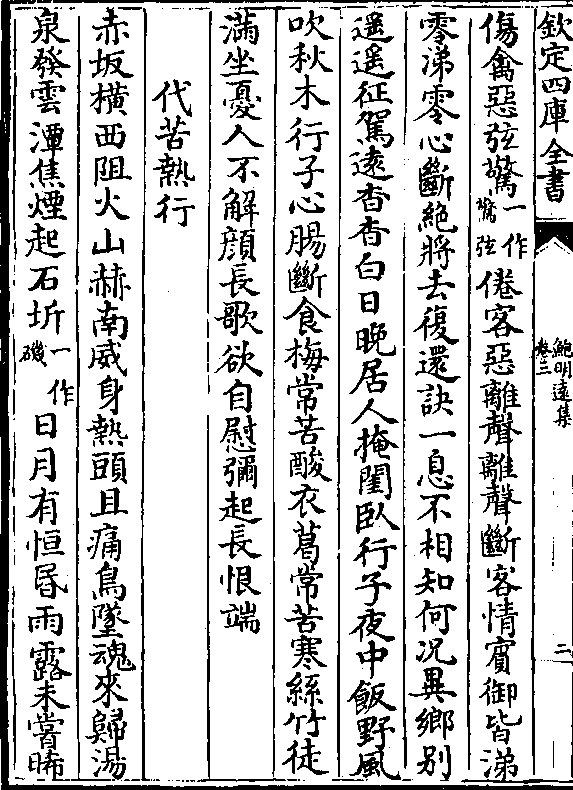 欽定四庫全書
鮑明遠集
卷三
二
傷禽惡弦驚一作驚弦倦客惡離聲離聲斷客情賓御皆涕
零涕零心斷絶將去復還訣一息不相知何況異鄉别
遥遥征駕逺杳杳白日晚居人掩閨臥行子夜中飯野風
吹秋木行子心腸斷食梅常苦酸衣葛常苦寒絲竹徒
滿坐憂人不解顔長歌欲自慰彌起長恨端
代苦熱行
赤坂橫西阻火山赫南威身熱頭且痛鳥墜魂來歸湯
泉發雲潭焦煙起石圻一作磯日月有恒昏雨露未嘗晞